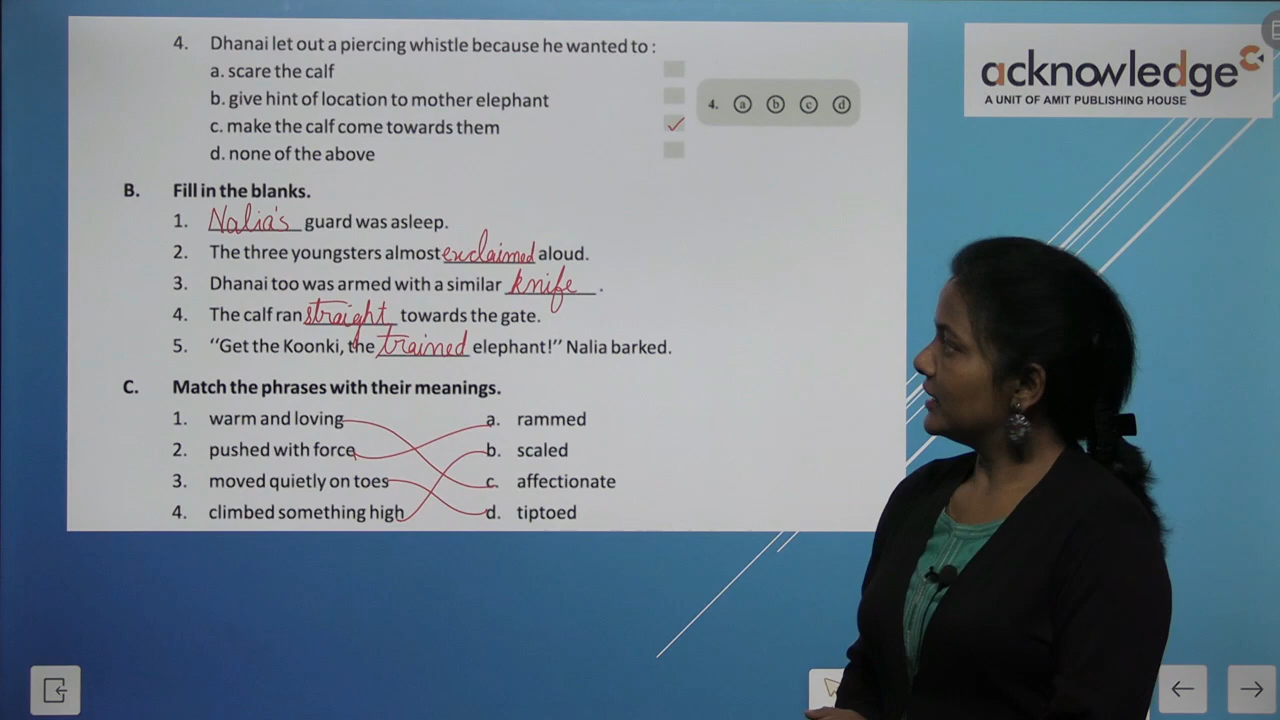 4. Dhanai let out a piercing whistle because he wanted to :
a. scare the calf
b. give hint of location to mother elephant
c. make the calf come towards them
d. none of the above
4. a b c d
acknowledge
A UNIT OF AMIT PUBLISHING HOUSE
B. Fill in the blanks.
1. Nalia's guard was asleep.
2. The three youngsters almost exclaimed aloud.
3. Dhanai too was armed with a similar knife.
4. The calf ran straight towards the gate.
5. "Get the Koonki, the trained elephant!" Nalia barked.
C. Match the phrases with their meanings.
1. warm and loving a. rammed
2. pushed with force b. scaled
3. moved quietly on toes c. affectionate
4. climbed something high d. tiptoed